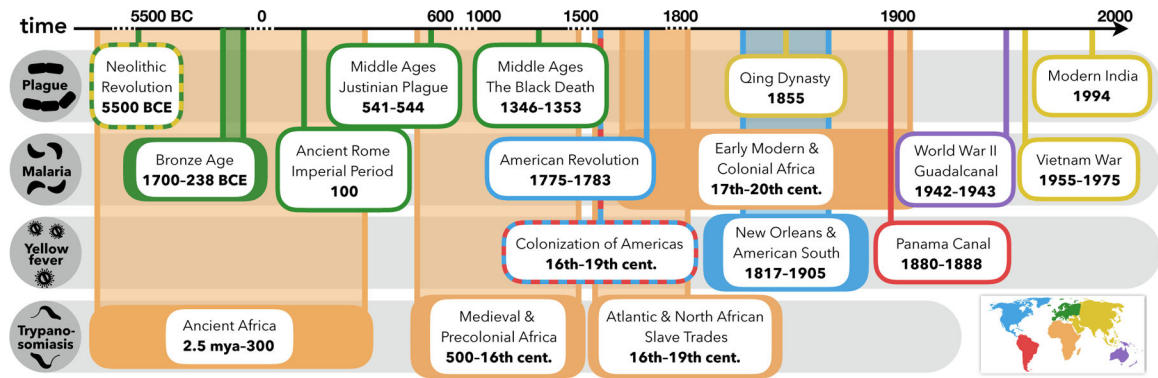 time
5500 BC
0
600
1000
1500
1800
1900
2000
Plague
Neolithic
Revolution
5500 BCE
Middle Ages
Justinian Plague
541–544
Middle Ages
The Black Death
1346–1353
Qing Dynasty
1855
Modern India
1994
Malaria
Bronze Age
1700–238 BCE
Ancient Rome
Imperial Period
100
American Revolution
1775–1783
Early Modern &
Colonial Africa
17th–20th cent.
World War II
Guadalcanal
1942–1943
Vietnam War
1955–1975
Yellow
fever
Colonization of Americas
16th–19th cent.
New Orleans &
American South
1817–1905
Panama Canal
1880–1888
Trypano-
somiasis
Ancient Africa
2.5 mya–300
Medieval &
Precolonial Africa
500–16th cent.
Atlantic & North African
Slave Trades
16th–19th cent.